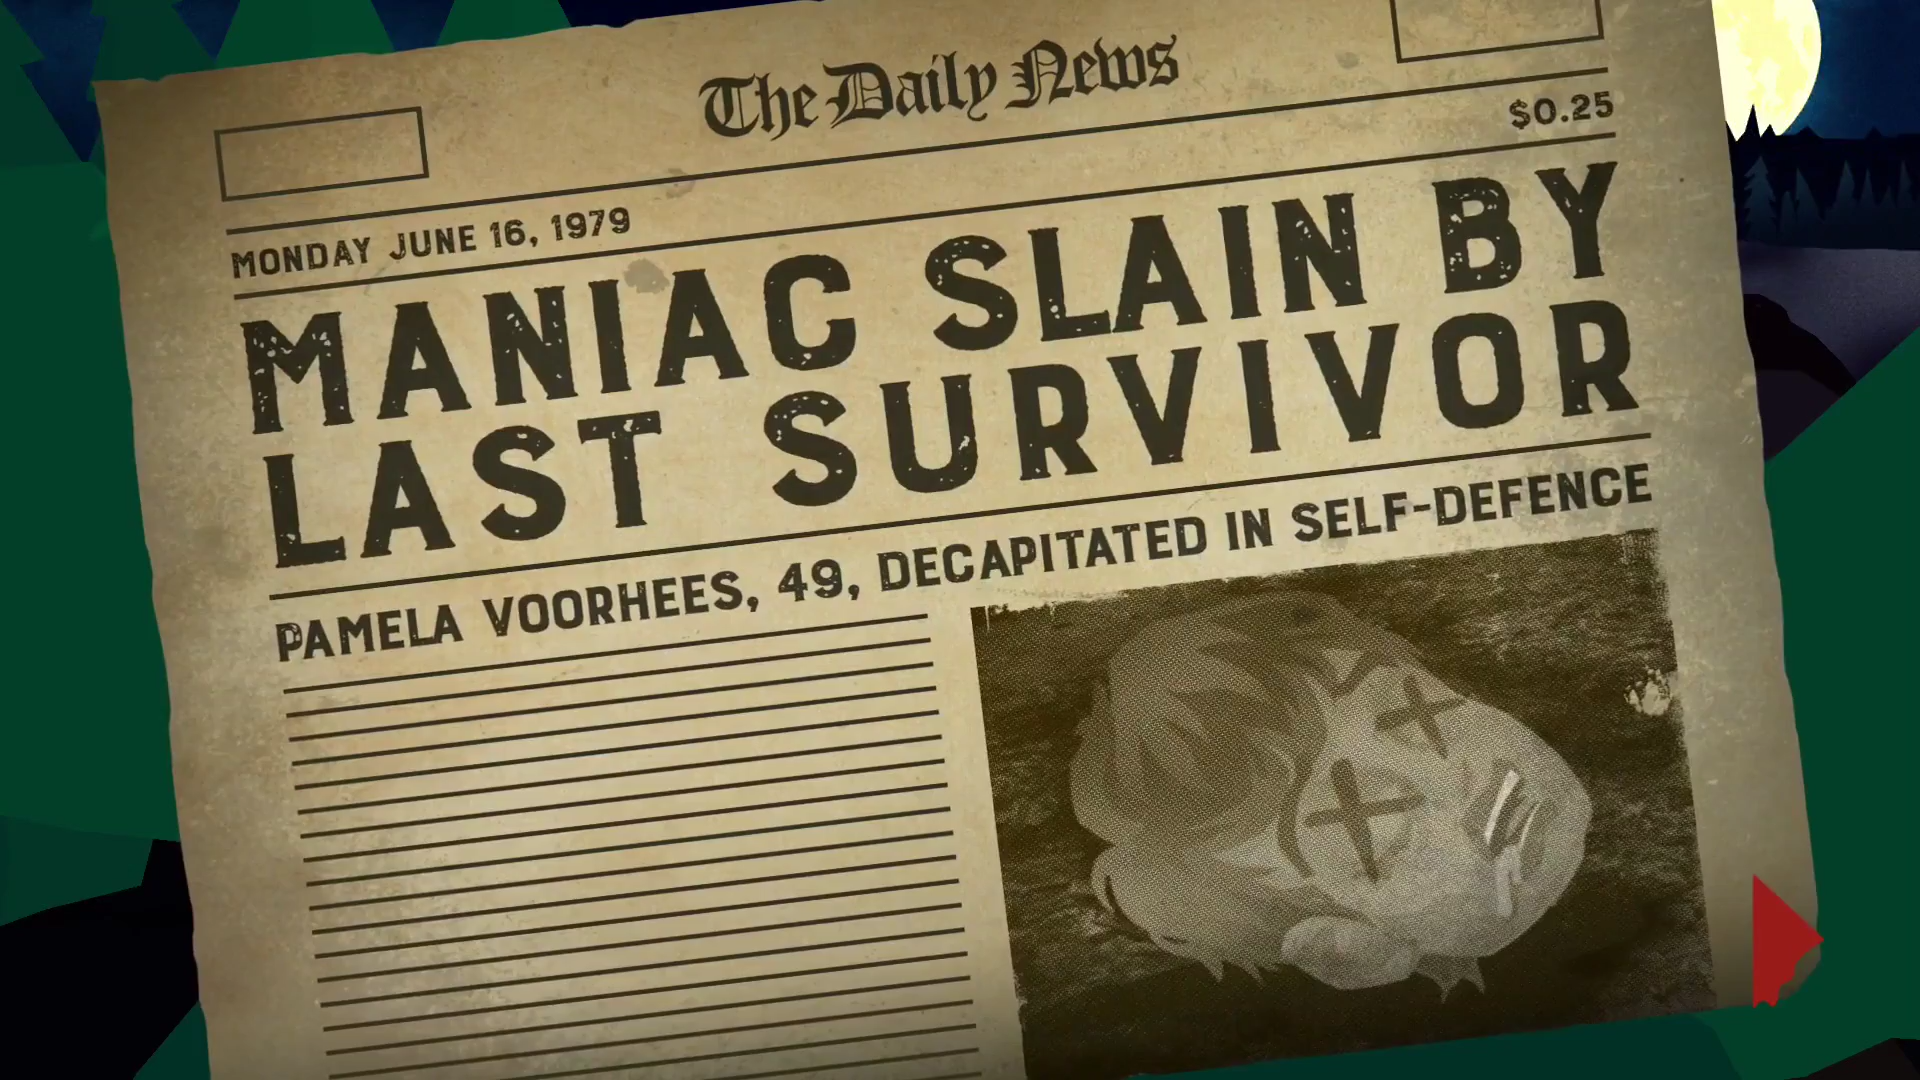 The Daily News
$0.25
MONDAY JUNE 16, 1979
MANIAC SLAIN BY
LAST SURVIVOR
PAMELA VOORHEES, 49, DECAPITATED IN SELF-DEFENCE